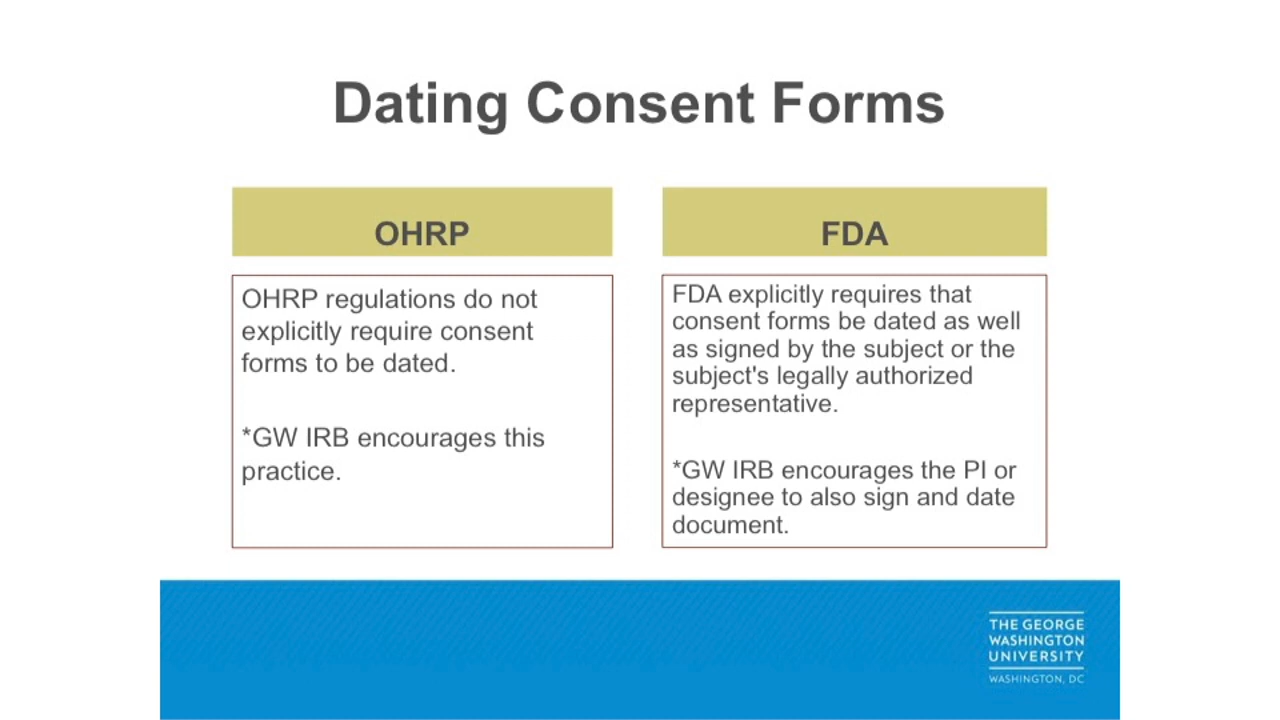 Dating Consent Forms
OHRP
OHRP regulations do not
explicitly require consent
forms to be dated.
*GW IRB encourages this
practice.
FDA
FDA explicitly requires that
consent forms be dated as well
as signed by the subject or the
subject's legally authorized
representative.
*GW IRB encourages the PI or
designee to also sign and date
document.
THE GEORGE
WASHINGTON
UNIVERSITY
WASHINGTON, DC